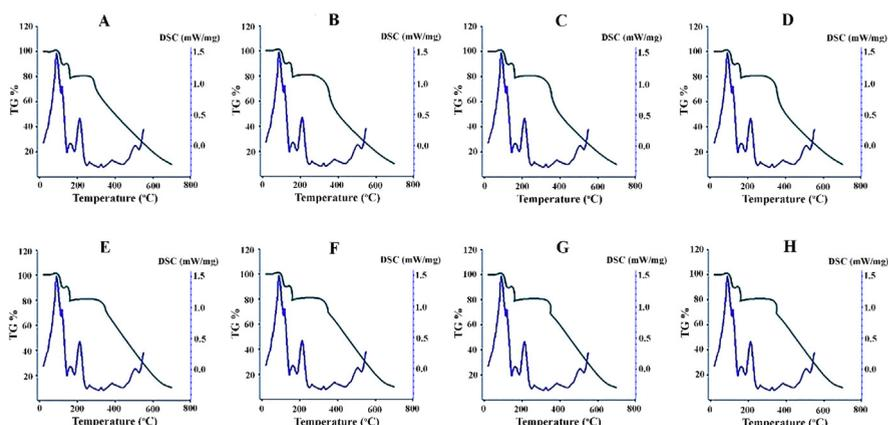 A B C D
DSC (mW/mg) DSC (mW/mg) DSC (mW/mg) DSC (mW/mg)
120 120 120 120
1.5 1.5 1.5 1.5
100 100 100 100
80 1.0 80 1.0 80 1.0 80 1.0
TG % TG % TG % TG %
60 0.5 60 0.5 60 0.5 60 0.5
40 40 40 40
0.0 0.0 0.0 0.0
20 20 20 20
0 200 400 600 800 0 200 400 600 800 0 200 400 600 800 0 200 400 600 800
Temperature (°C) Temperature (°C) Temperature (°C) Temperature (°C)
E F G H
DSC (mW/mg) DSC (mW/mg) DSC (mW/mg) DSC (mW/mg)
120 120 120 120
1.5 1.5 1.5 1.5
100 100 100 100
80 1.0 80 1.0 80 1.0 80 1.0
TG % TG % TG % TG %
60 0.5 60 0.5 60 0.5 60 0.5
40 40 40 40
0.0 0.0 0.0 0.0
20 20 20 20
0 200 400 600 800 0 200 400 600 800 0 200 400 600 800 0 200 400 600 800
Temperature (°C) Temperature (°C) Temperature (°C) Temperature (°C)